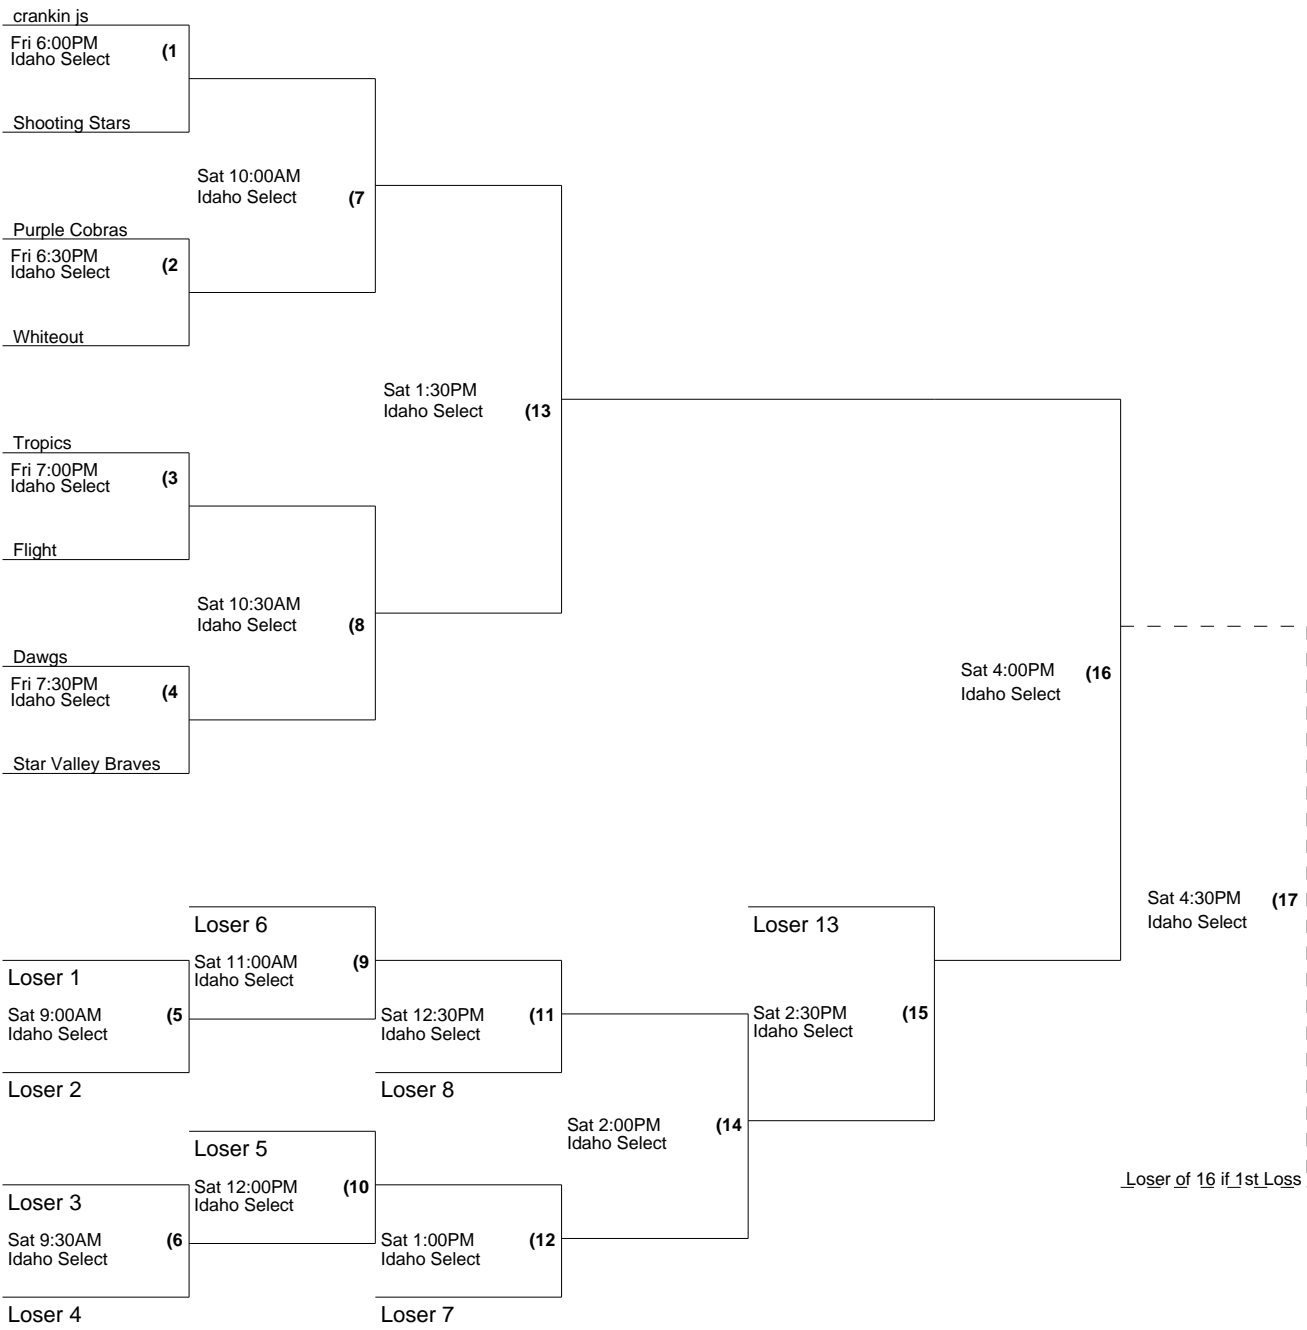 crankin js
Fri 6:00PM
Idaho Select (1
Shooting Stars
Sat 10:00AM
Idaho Select (7
Purple Cobras
Fri 6:30PM
Idaho Select (2
Whiteout
Sat 1:30PM
Idaho Select (13
Tropics
Fri 7:00PM
Idaho Select (3
Flight
Sat 10:30AM
Idaho Select (8
Dawgs
Fri 7:30PM
Idaho Select (4
Star Valley Braves
Sat 4:00PM (16
Idaho Select
Sat 4:30PM (17
Idaho Select
Loser 6
Loser 13
Sat 11:00AM (9
Idaho Select
Loser 1
Sat 9:00AM (5
Idaho Select
Sat 12:30PM (11
Idaho Select
Sat 2:30PM (15
Idaho Select
Loser 2
Loser 8
Sat 2:00PM (14
Idaho Select
Loser 5
Sat 12:00PM (10
Idaho Select
Loser of 16 if 1st Loss
Loser 3
Sat 9:30AM (6
Idaho Select
Sat 1:00PM (12
Idaho Select
Loser 4
Loser 7